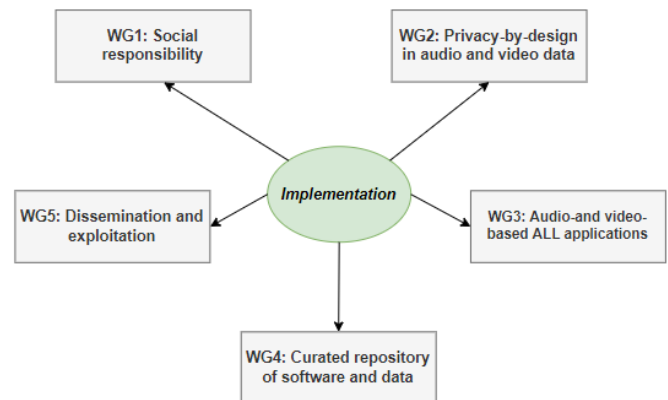 WG1: Social
responsibility
WG2: Privacy-by-design
in audio and video data
Implementation
WG5: Dissemination and
exploitation
WG3: Audio-and video-
based ALL applications
WG4: Curated repository
of software and data